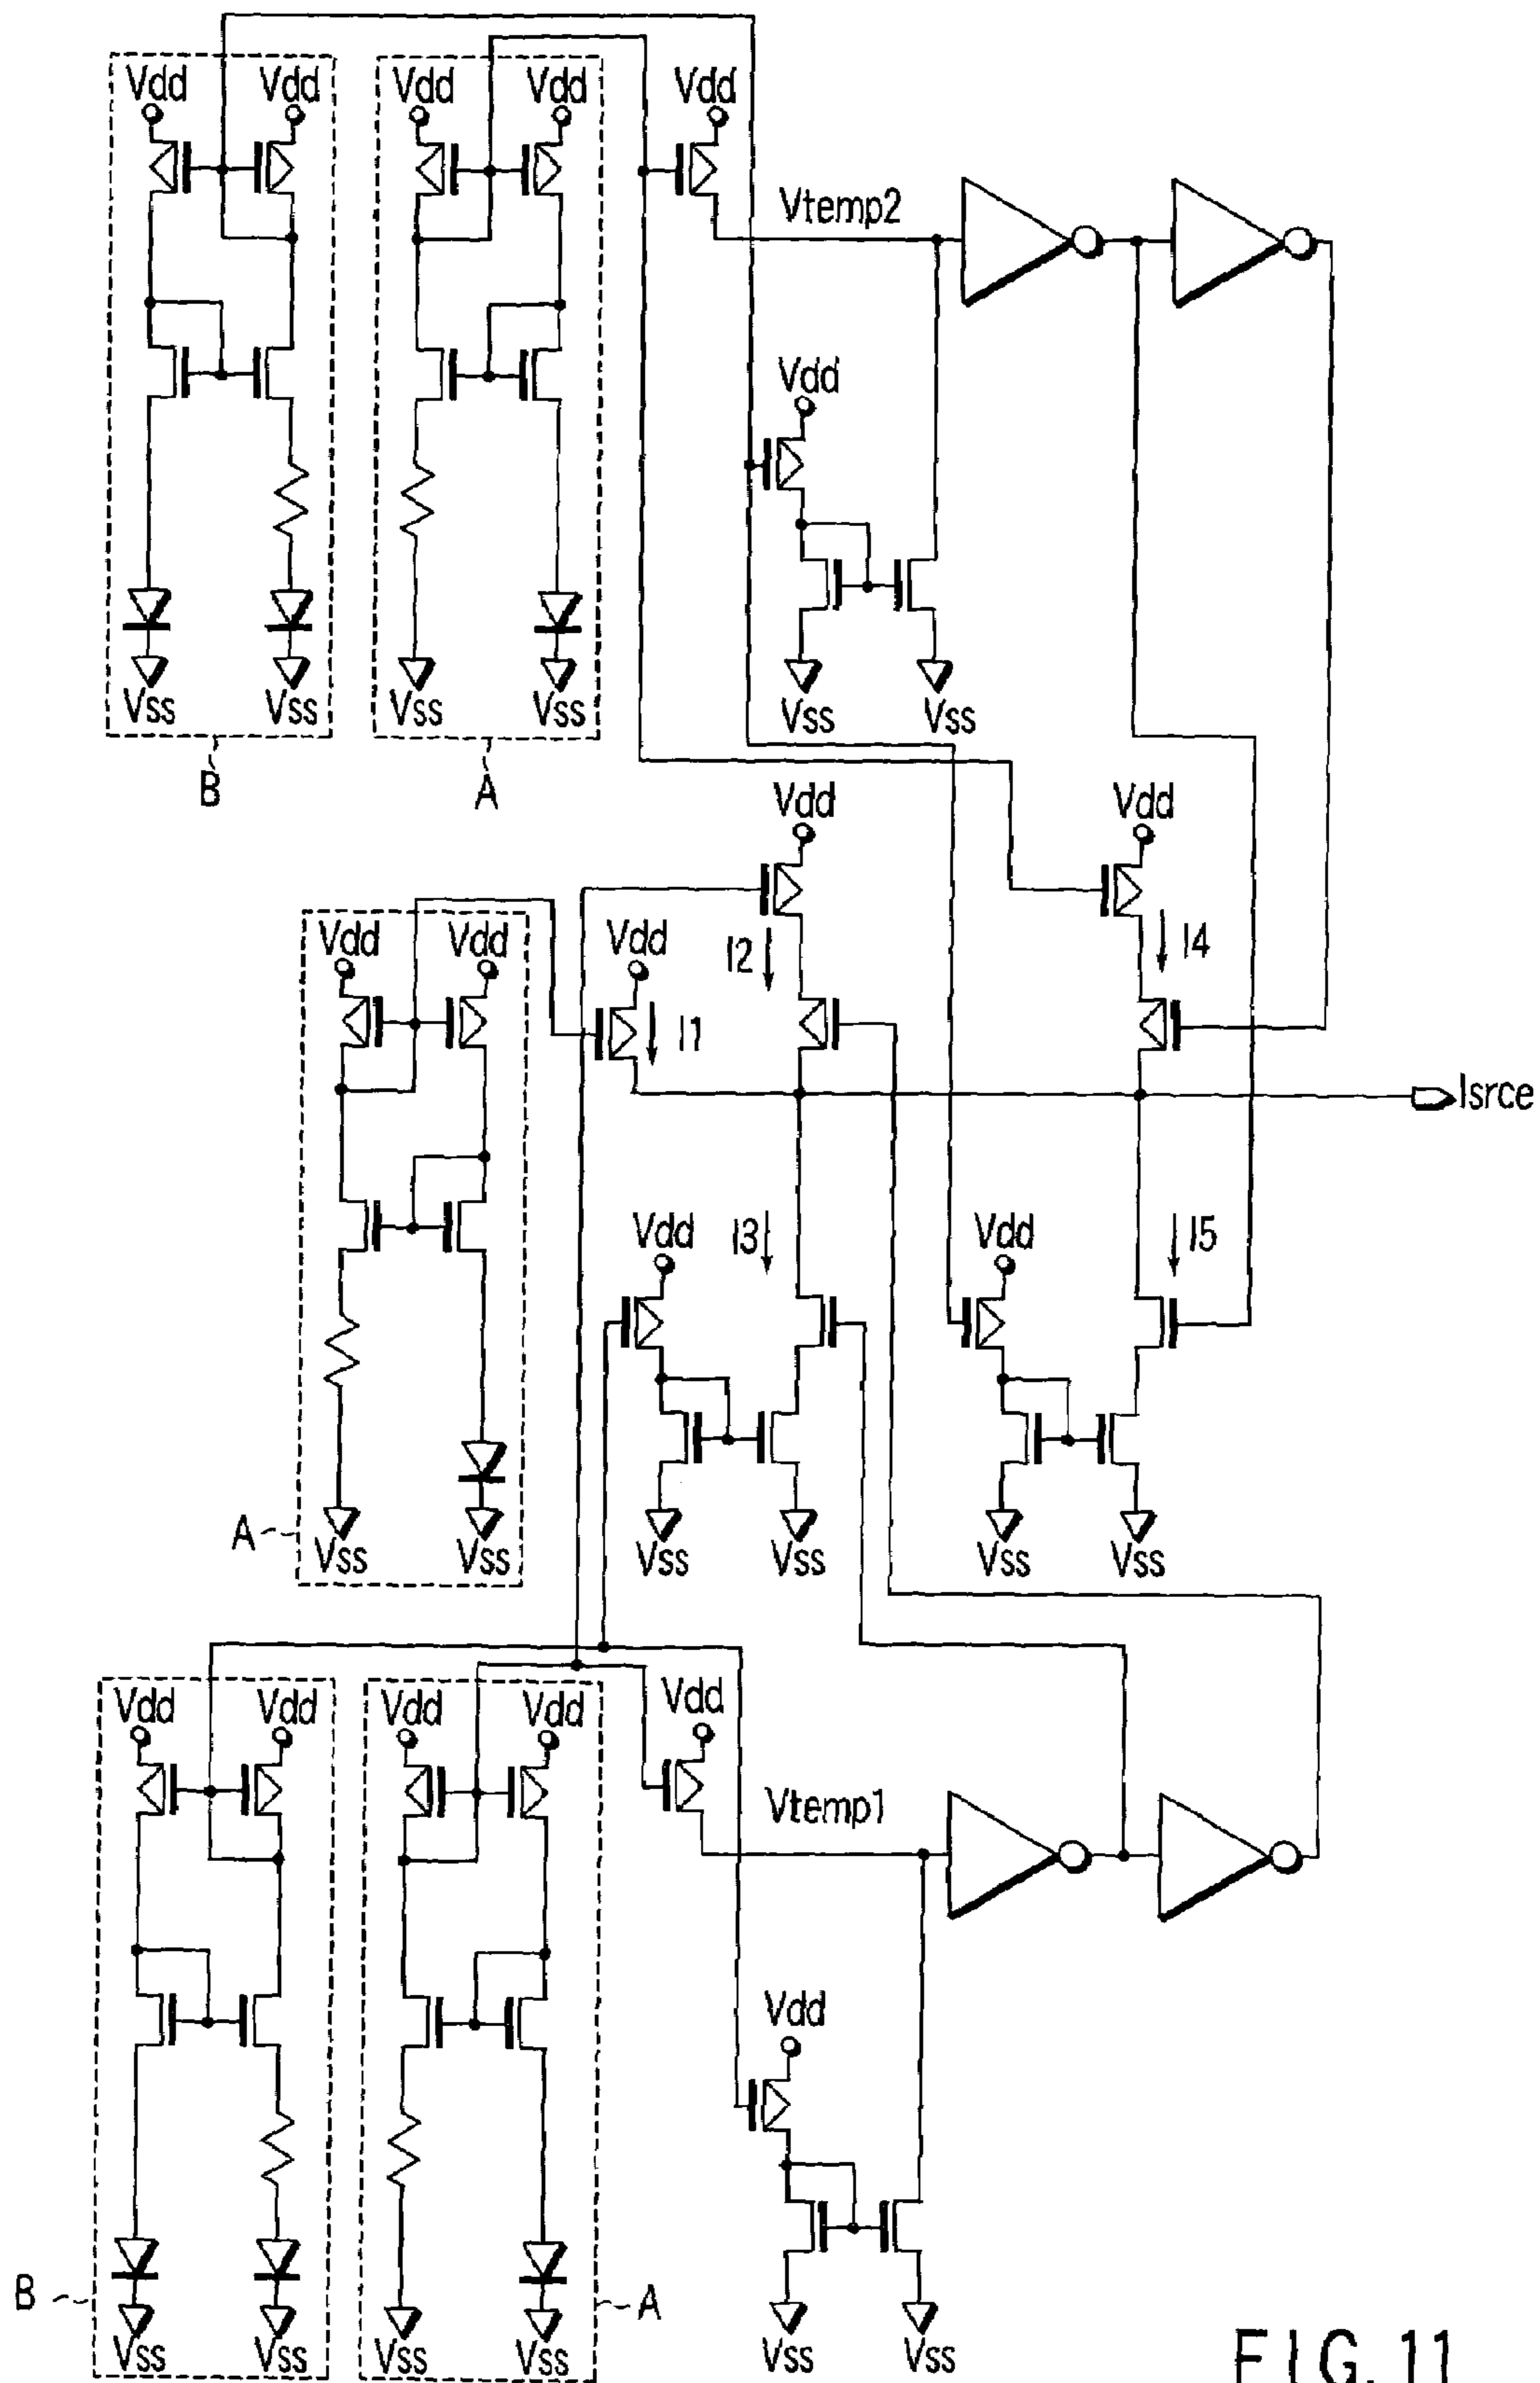 Vdd Vdd Vdd Vdd Vdd
Vtemp2
Vdd
Vss Vss Vss Vss Vss Vss
B A
Vdd Vdd
I2 I4
Vdd Vdd Vdd
I1
Isrce
Vdd I3 Vdd I5
A
Vss Vss Vss Vss Vss Vss
Vdd Vdd Vdd Vdd Vdd
Vtemp1
Vdd
B A
Vss Vss Vss Vss Vss Vss
FIG. 11